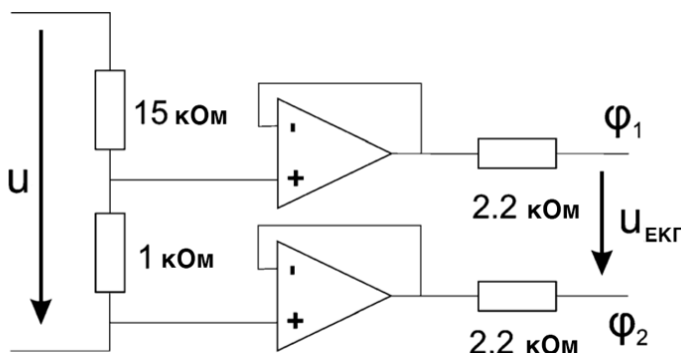 15 кОм
-
+
φ₁
2.2 кОм
u
uЕКГ
1 кОм
-
+
φ₂
2.2 кОм